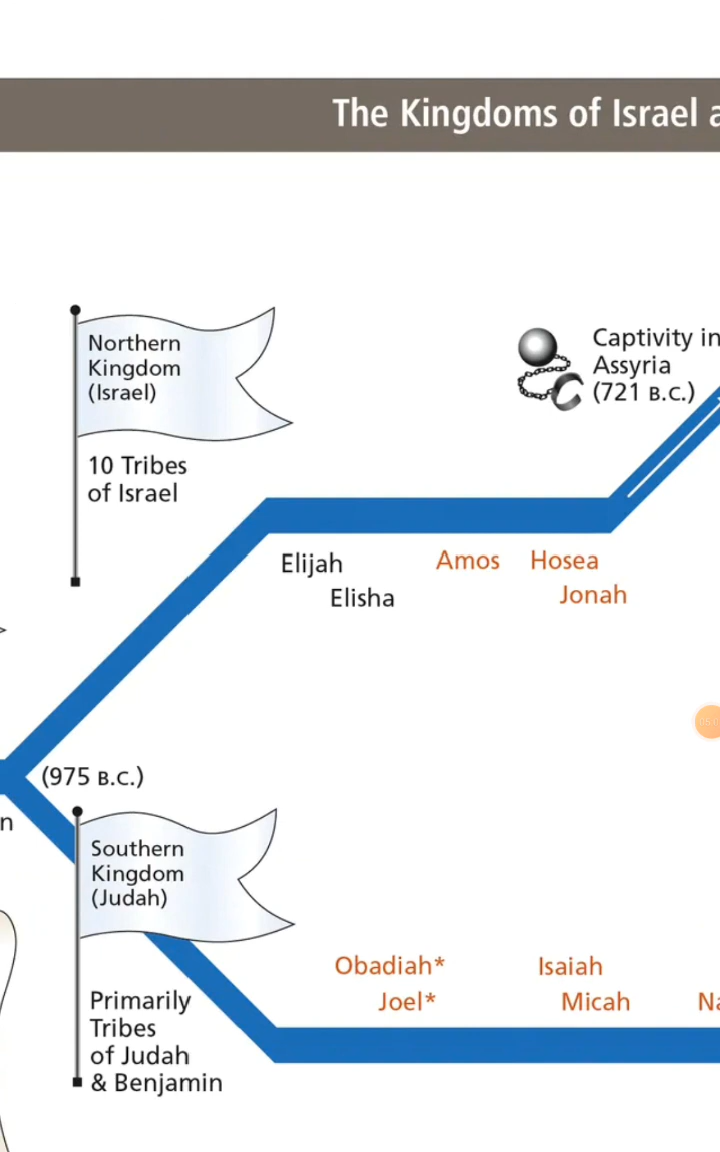 The Kingdoms of Israel a
Northern
Kingdom
(Israel)
10 Tribes
of Israel
Captivity in
Assyria
(721 B.C.)
Elijah
Amos
Hosea
Elisha
Jonah
(975 B.C.)
n
Southern
Kingdom
(Judah)
Primarily
Tribes
of Judah
& Benjamin
Obadiah*
Isaiah
Joel*
Micah
Na